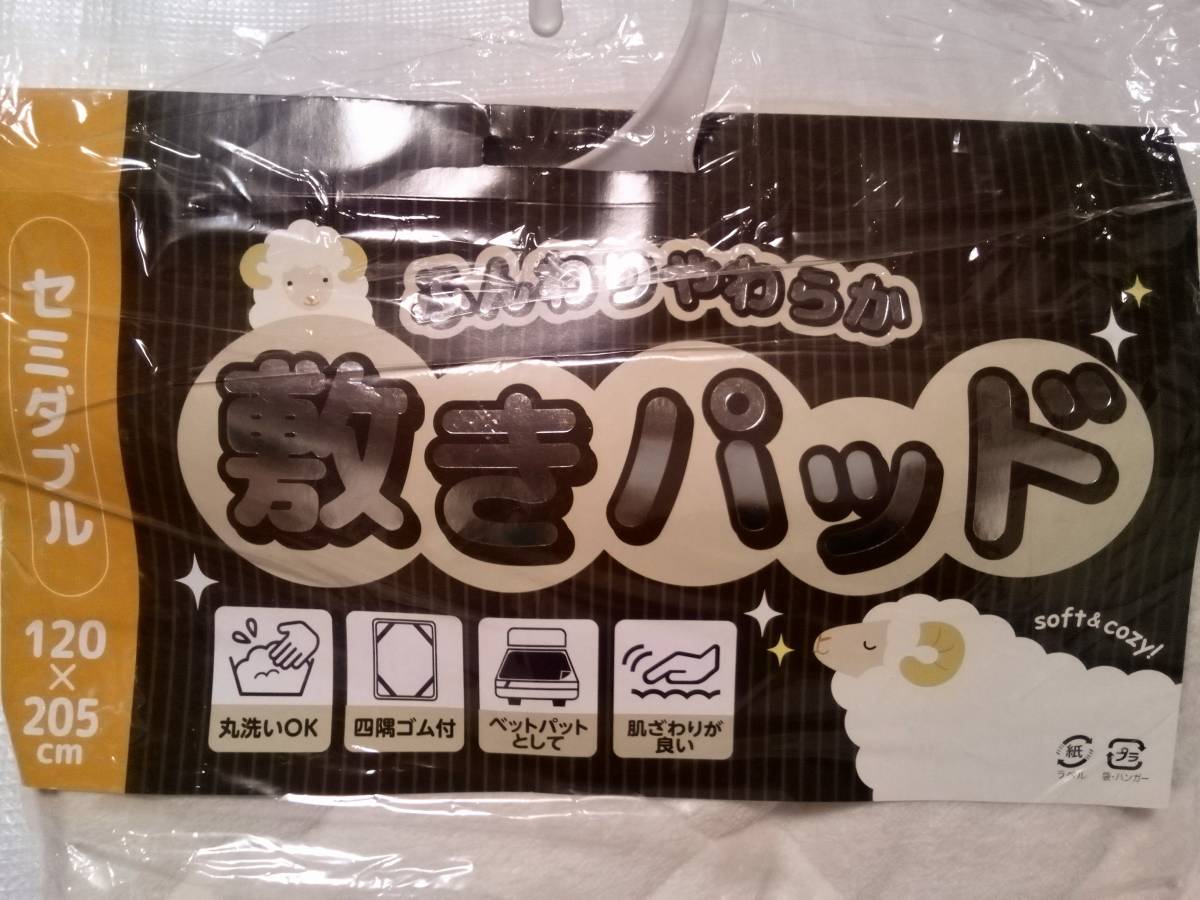 セミダブル
120
×
205
cm
ふんわりやわらか
敷きパッド
丸洗いOK
四隅ゴム付
ベットパット
として
肌ざわりが
良い
soft & cozy!
紙
ラベル
プラ
袋・ハンガー